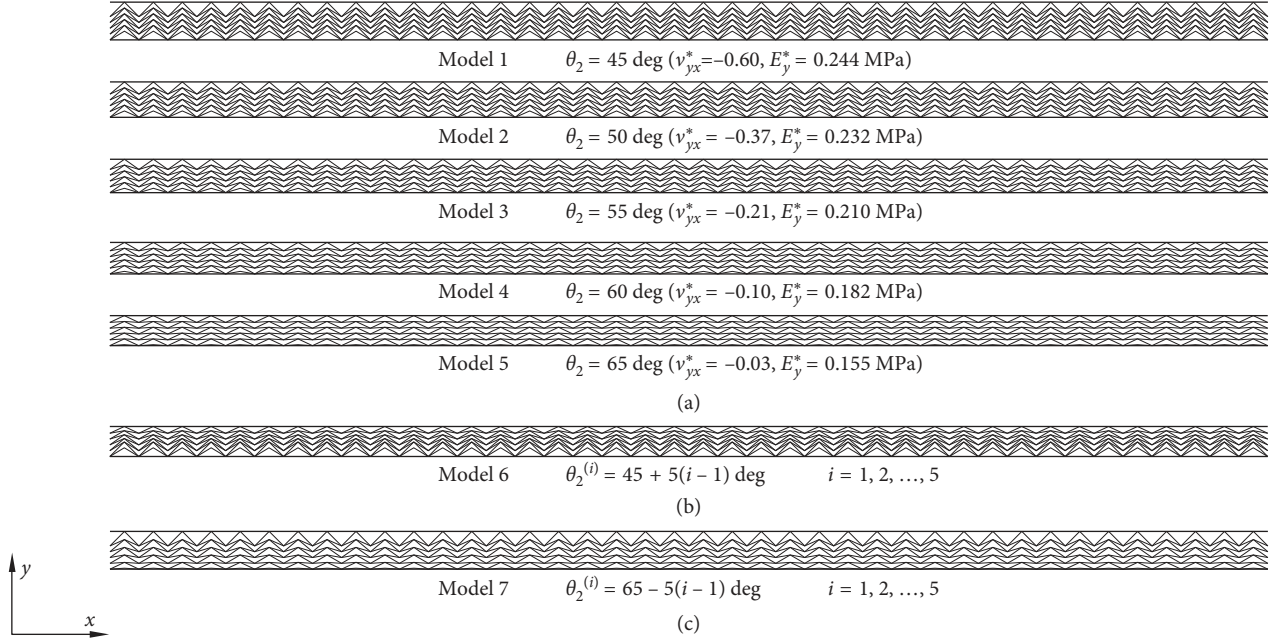 Model 1 θ₂ = 45 deg (ν*yx=–0.60, E*y = 0.244 MPa)
Model 2 θ₂ = 50 deg (ν*yx = –0.37, E*y = 0.232 MPa)
Model 3 θ₂ = 55 deg (ν*yx = –0.21, E*y = 0.210 MPa)
Model 4 θ₂ = 60 deg (ν*yx = –0.10, E*y = 0.182 MPa)
Model 5 θ₂ = 65 deg (ν*yx = –0.03, E*y = 0.155 MPa)
(a)
Model 6 θ₂⁽ⁱ⁾ = 45 + 5(i – 1) deg i = 1, 2, …, 5
(b)
Model 7 θ₂⁽ⁱ⁾ = 65 – 5(i – 1) deg i = 1, 2, …, 5
(c)
y
x